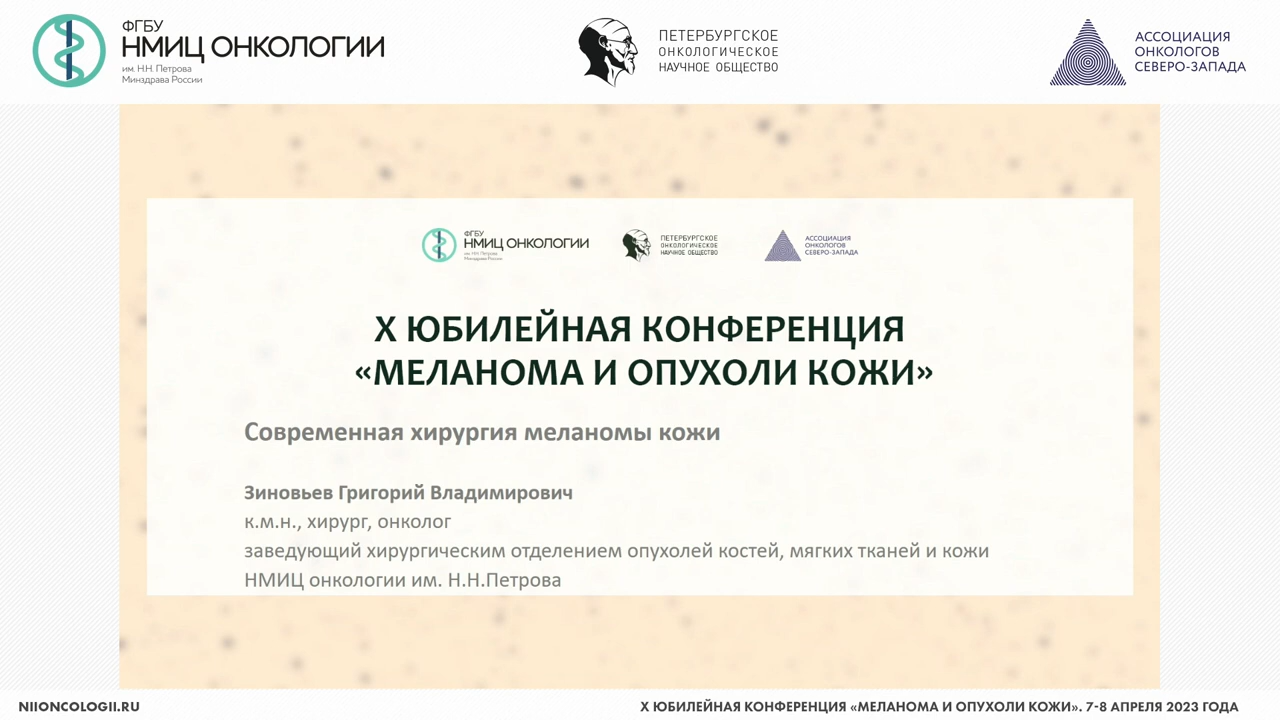 ФГБУ
НМИЦ ОНКОЛОГИИ
им. Н.Н. Петрова
Минздрава России
ПЕТЕРБУРГСКОЕ
ОНКОЛОГИЧЕСКОЕ
НАУЧНОЕ ОБЩЕСТВО
АССОЦИАЦИЯ
ОНКОЛОГОВ
СЕВЕРО-ЗАПАДА
ФГБУ
НМИЦ ОНКОЛОГИИ
им. Н.Н. Петрова
Минздрава России
ПЕТЕРБУРГСКОЕ
ОНКОЛОГИЧЕСКОЕ
НАУЧНОЕ ОБЩЕСТВО
АССОЦИАЦИЯ
ОНКОЛОГОВ
СЕВЕРО-ЗАПАДА
X ЮБИЛЕЙНАЯ КОНФЕРЕНЦИЯ
«МЕЛАНОМА И ОПУХОЛИ КОЖИ»
Современная хирургия меланомы кожи
Зиновьев Григорий Владимирович
к.м.н., хирург, онколог
заведующий хирургическим отделением опухолей костей, мягких тканей и кожи
НМИЦ онкологии им. Н.Н.Петрова
NIIONCOLOGII.RU
X ЮБИЛЕЙНАЯ КОНФЕРЕНЦИЯ «МЕЛАНОМА И ОПУХОЛИ КОЖИ». 7-8 АПРЕЛЯ 2023 ГОДА